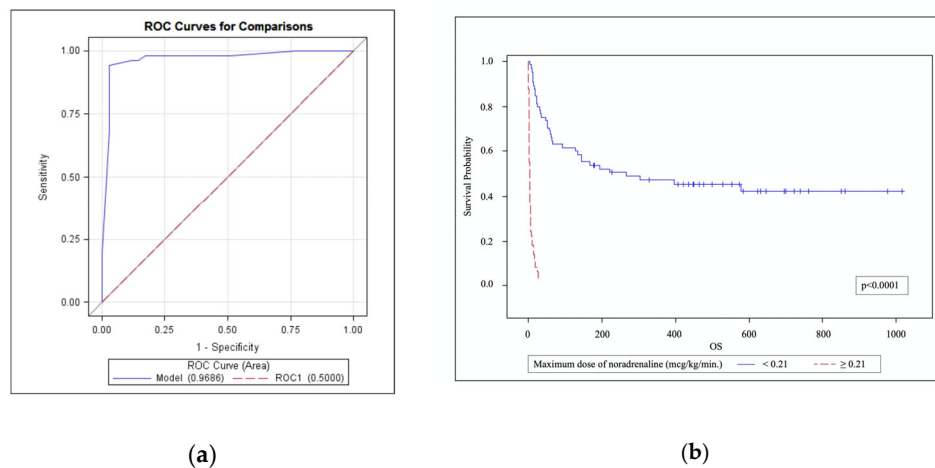 ROC Curves for Comparisons
1.00
0.75
0.50
0.25
0.00
Sensitivity
0.00 0.25 0.50 0.75 1.00
1 - Specificity
ROC Curve (Area)
Model (0.9686) ROC1 (0.5000)
(a)
1.0
0.8
0.6
0.4
0.2
0.0
Survival Probability
p<0.0001
0 200 400 600 800 1000
OS
Maximum dose of noradrenaline (mcg/kg/min.) < 0.21 ≥ 0.21
(b)